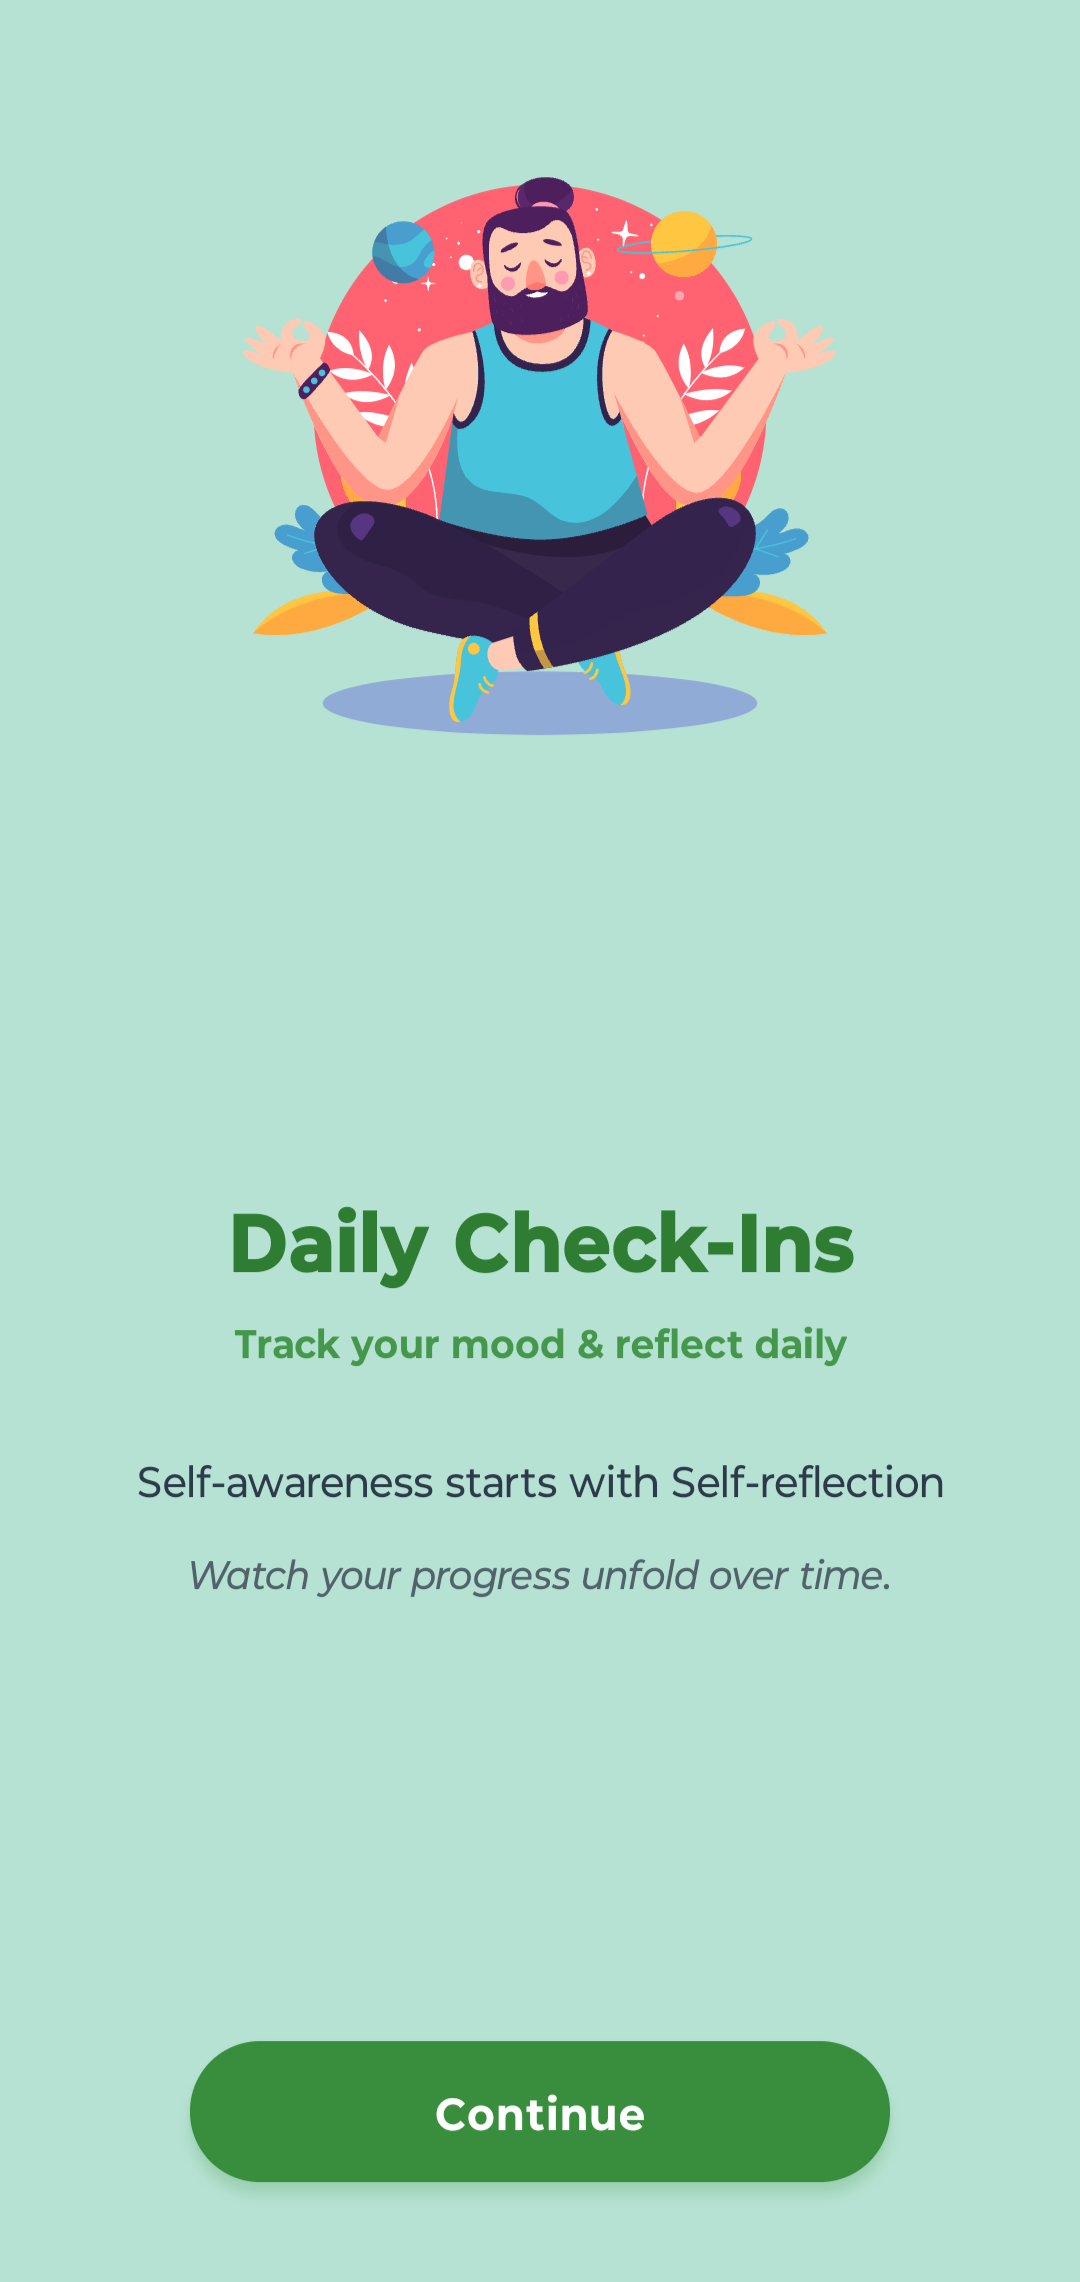 Daily Check-Ins
Track your mood & reflect daily
Self-awareness starts with Self-reflection
Watch your progress unfold over time.
Continue